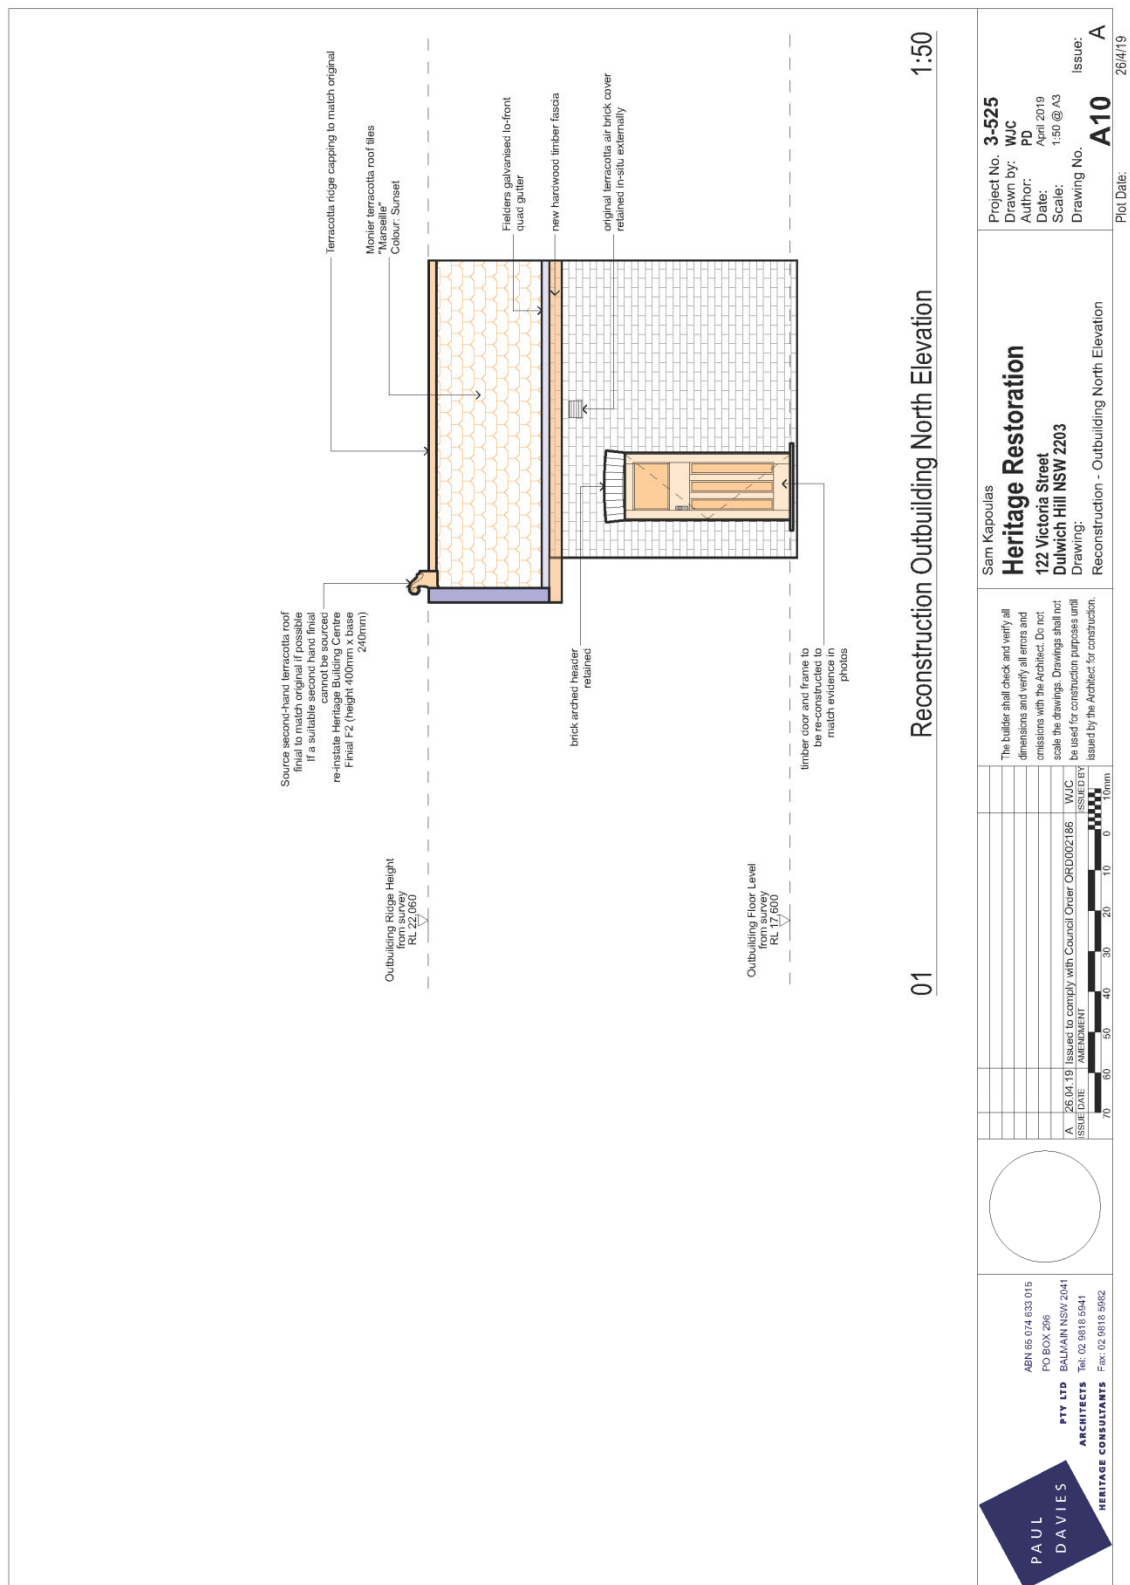 Source second-hand terracotta roof
finial to match original if possible
If a suitable second hand finial
cannot be sourced
re-instate Heritage Building Centre
Finial F2 (height 400mm x base
240mm)
Terracotta ridge capping to match original
Monier terracotta roof tiles
"Marseille"
Colour: Sunset
Outbuilding Ridge Height
from survey
RL 22,060
Fielders galvanised lo-front
quad gutter
new hardwood timber fascia
brick arched header
retained
original terracotta air brick cover
retained in-situ externally
Outbuilding Floor Level
from survey
RL 17,600
timber door and frame to
be re-constructed to
match evidence in
photos
01
Reconstruction Outbuilding North Elevation
1:50
PAUL
DAVIES
ABN 65 074 633 015
PO BOX 296
PTY LTD BALMAIN NSW 2041
ARCHITECTS Tel: 02 9818 5941
HERITAGE CONSULTANTS Fax: 02 9818 5982
A 26.04.19 Issued to comply with Council Order ORD002186 WJC
ISSUE DATE AMENDMENT ISSUED BY
70 60 50 40 30 20 10 0 10mm
The builder shall check and verify all
dimensions and verify all errors and
omissions with the Architect. Do not
scale the drawings. Drawings shall not
be used for construction purposes until
issued by the Architect for construction.
Sam Kapoulas
Heritage Restoration
122 Victoria Street
Dulwich Hill NSW 2203
Drawing:
Reconstruction - Outbuilding North Elevation
Project No. 3-525
Drawn by: WJC
Author: PD
Date: April 2019
Scale: 1:50 @ A3
Drawing No. Issue:
A10 A
Plot Date: 26/4/19